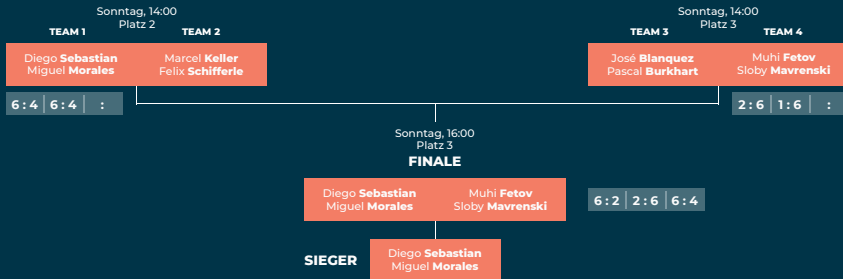 Sonntag, 14:00
Platz 2
TEAM 1 TEAM 2
Diego Sebastian
Miguel Morales
Marcel Keller
Felix Schifferle
6:4 6:4 :
Sonntag, 14:00
Platz 3
TEAM 3 TEAM 4
José Blanquez
Pascal Burkhart
Muhi Fetov
Sloby Mavrenski
2:6 1:6 :
Sonntag, 16:00
Platz 3
FINALE
Diego Sebastian
Miguel Morales
Muhi Fetov
Sloby Mavrenski
6:2 2:6 6:4
SIEGER
Diego Sebastian
Miguel Morales